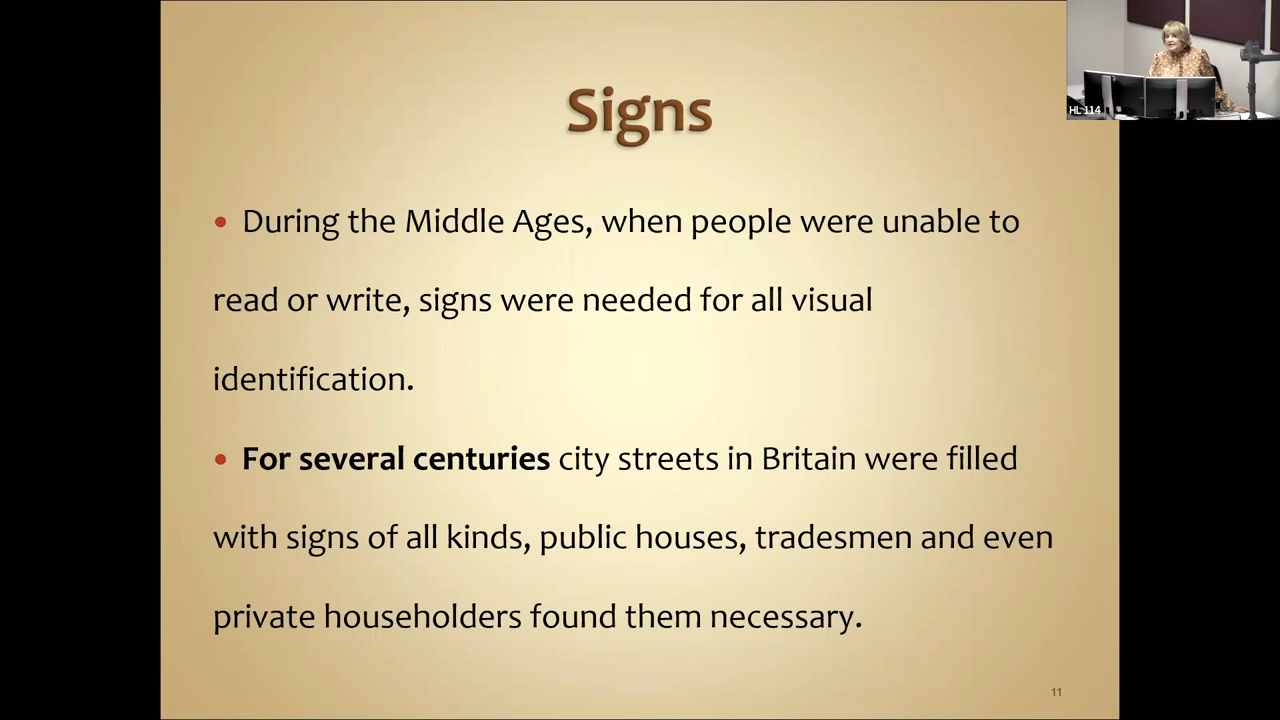 HL 114
Signs
• During the Middle Ages, when people were unable to
read or write, signs were needed for all visual
identification.
• For several centuries city streets in Britain were filled
with signs of all kinds, public houses, tradesmen and even
private householders found them necessary.
11